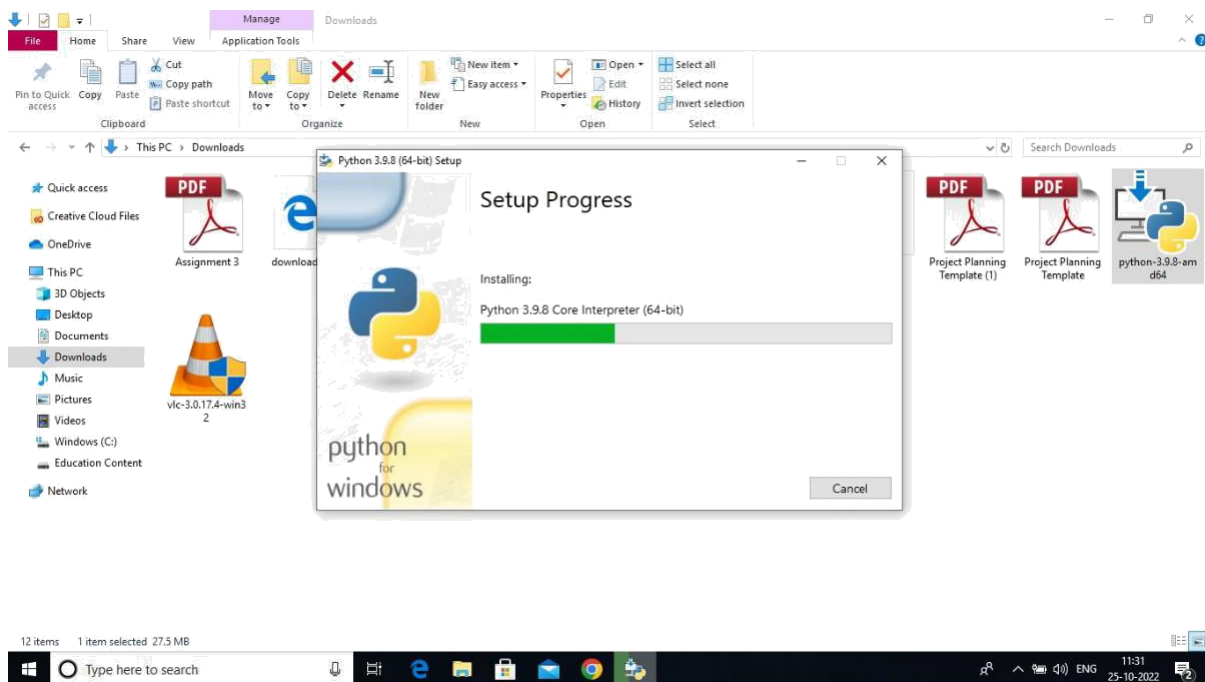 Manage
Downloads
File
Home
Share
View
Application Tools
Pin to Quick
access
Copy
Paste
Cut
Copy path
Paste shortcut
Clipboard
Move
to
Copy
to
Delete
Rename
Organize
New
folder
New item
Easy access
New
Properties
Open
Edit
History
Open
Select all
Select none
Invert selection
Select
This PC
Downloads
Search Downloads
Quick access
Creative Cloud Files
OneDrive
This PC
3D Objects
Desktop
Documents
Downloads
Music
Pictures
Videos
Windows (C:)
Education Content
Network
PDF
Assignment 3
download
vlc-3.0.17.4-win3
2
Python 3.9.8 (64-bit) Setup
Setup Progress
Installing:
Python 3.9.8 Core Interpreter (64-bit)
python
for
windows
Cancel
PDF
Project Planning
Template (1)
PDF
Project Planning
Template
python-3.9.8-am
d64
12 items
1 item selected 27.5 MB
Type here to search
ENG
11:31
25-10-2022
2